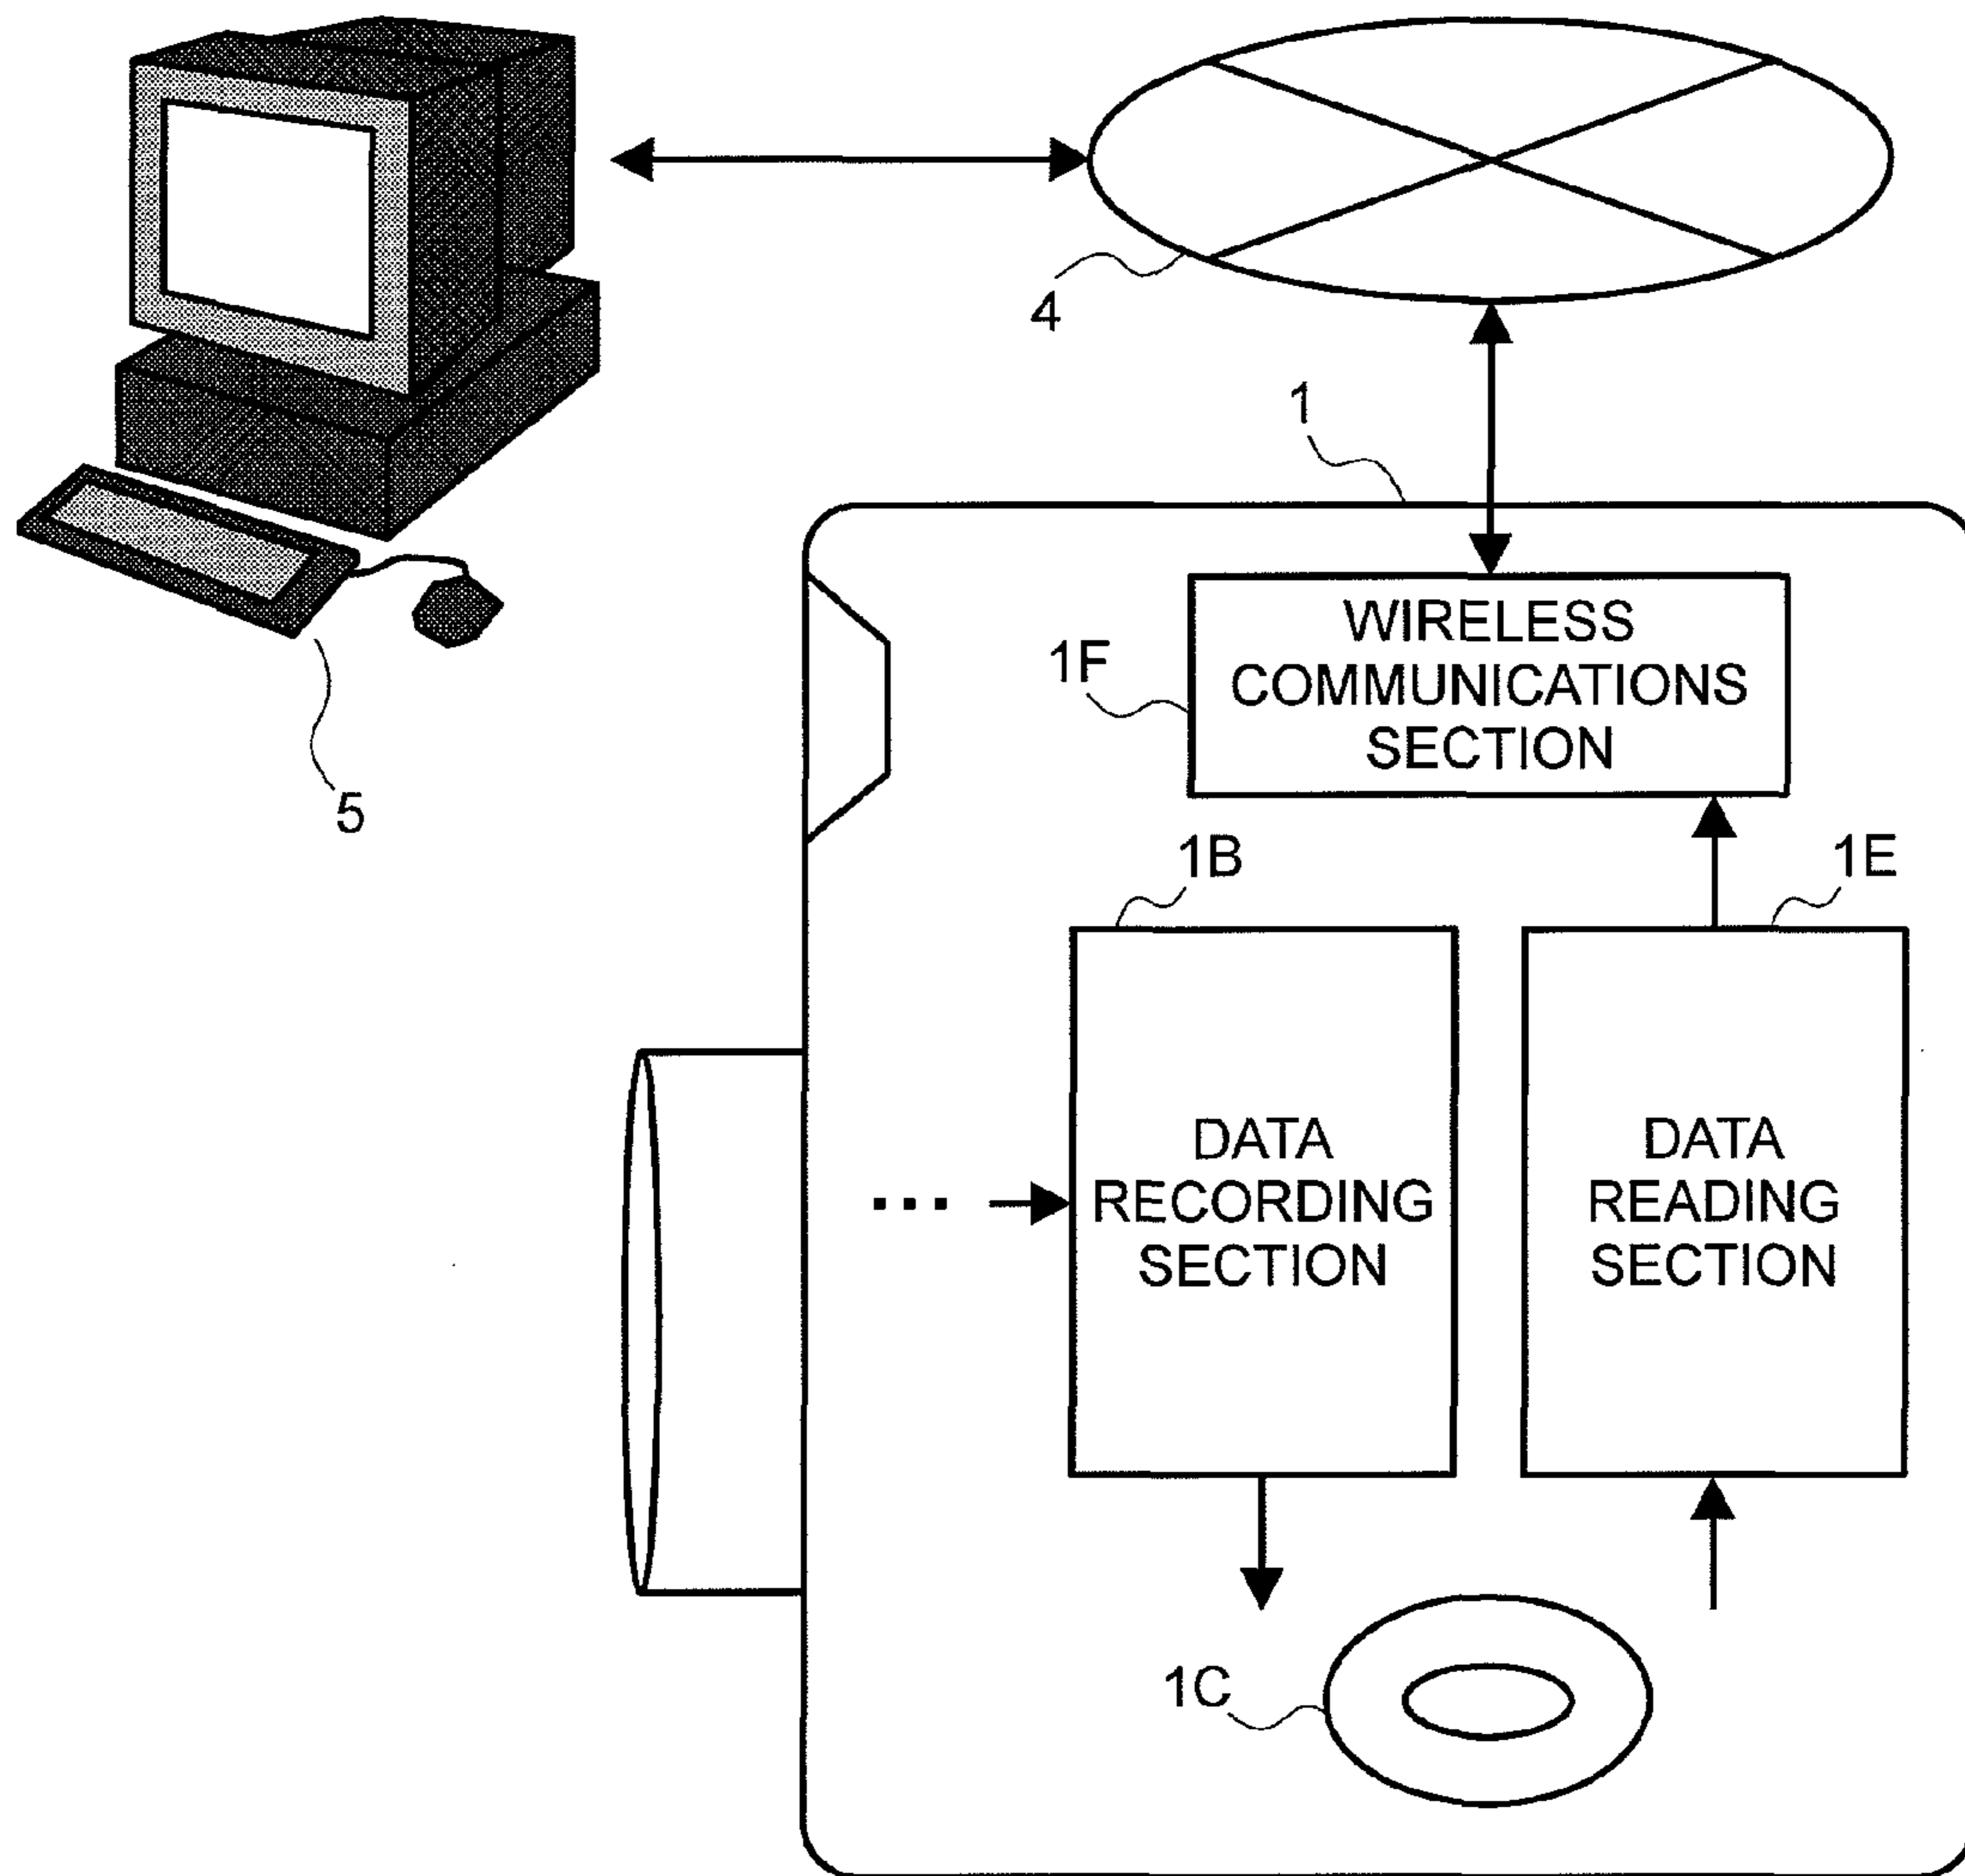 4
1
5
1F
WIRELESS
COMMUNICATIONS
SECTION
1B
1E
...
DATA
RECORDING
SECTION
DATA
READING
SECTION
1C